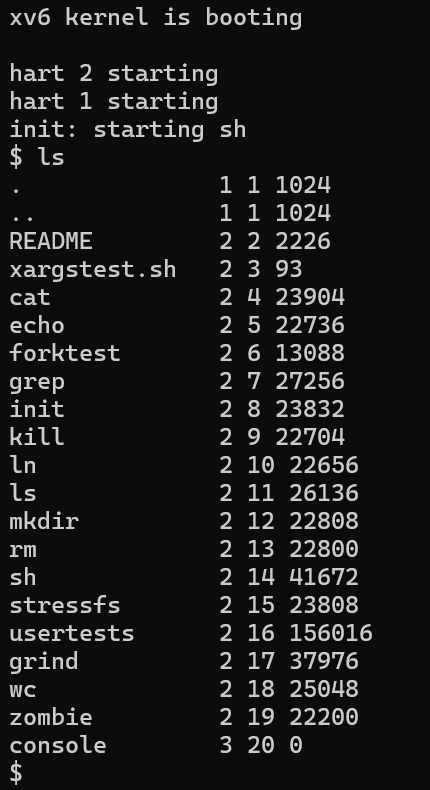 xv6 kernel is booting
hart 2 starting
hart 1 starting
init: starting sh
$ ls
. 1 1 1024
.. 1 1 1024
README 2 2 2226
xargstest.sh 2 3 93
cat 2 4 23904
echo 2 5 22736
forktest 2 6 13088
grep 2 7 27256
init 2 8 23832
kill 2 9 22704
ln 2 10 22656
ls 2 11 26136
mkdir 2 12 22808
rm 2 13 22800
sh 2 14 41672
stressfs 2 15 23808
usertests 2 16 156016
grind 2 17 37976
wc 2 18 25048
zombie 2 19 22200
console 3 20 0
$